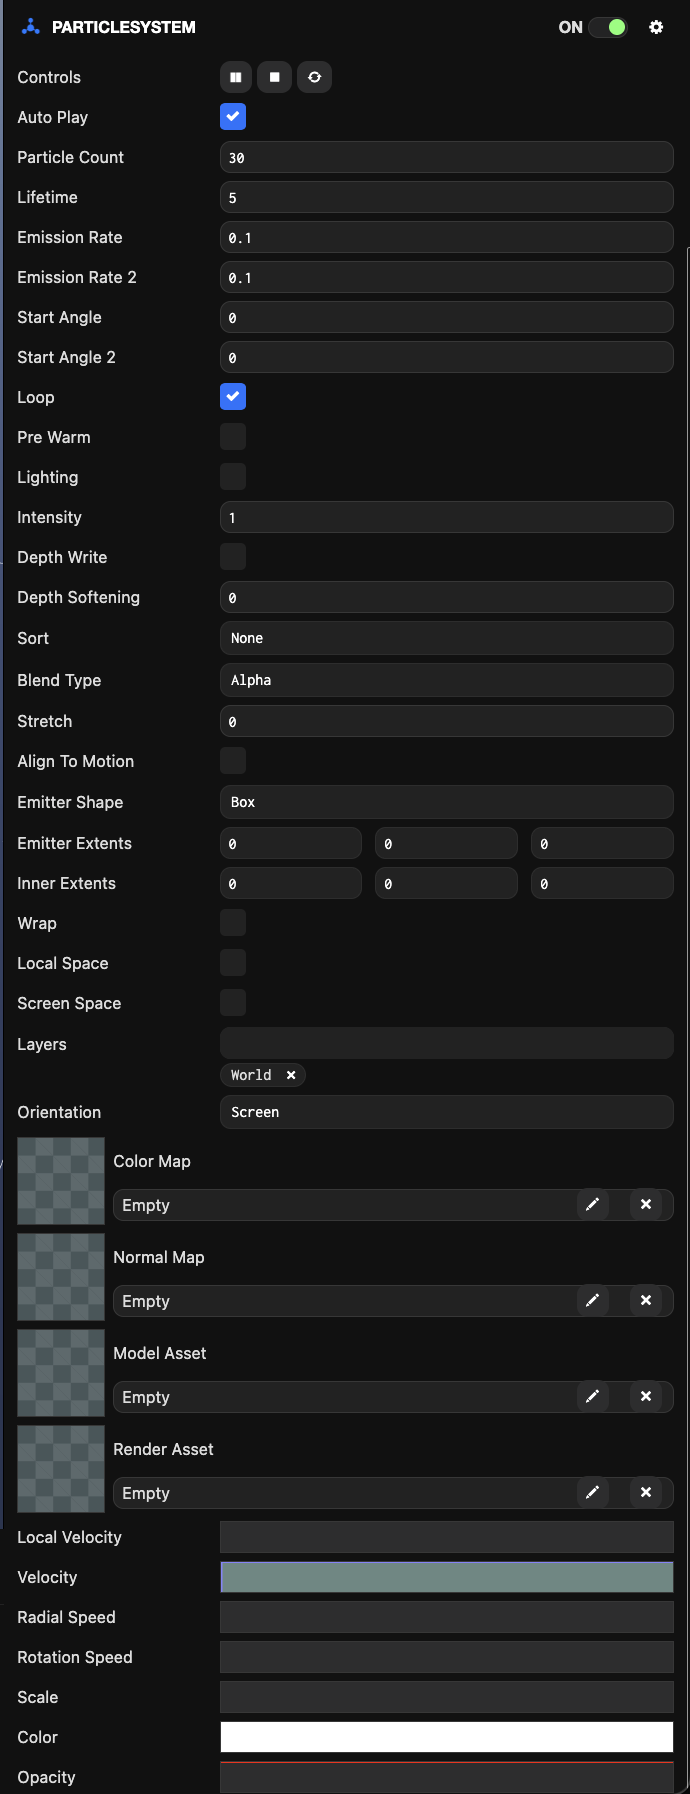 PARTICLESYSTEM ON
Controls
Auto Play
Particle Count 30
Lifetime 5
Emission Rate 0.1
Emission Rate 2 0.1
Start Angle 0
Start Angle 2 0
Loop
Pre Warm
Lighting
Intensity 1
Depth Write
Depth Softening 0
Sort None
Blend Type Alpha
Stretch 0
Align To Motion
Emitter Shape Box
Emitter Extents 0 0 0
Inner Extents 0 0 0
Wrap
Local Space
Screen Space
Layers
World
Orientation Screen
Color Map
Empty
Normal Map
Empty
Model Asset
Empty
Render Asset
Empty
Local Velocity
Velocity
Radial Speed
Rotation Speed
Scale
Color
Opacity